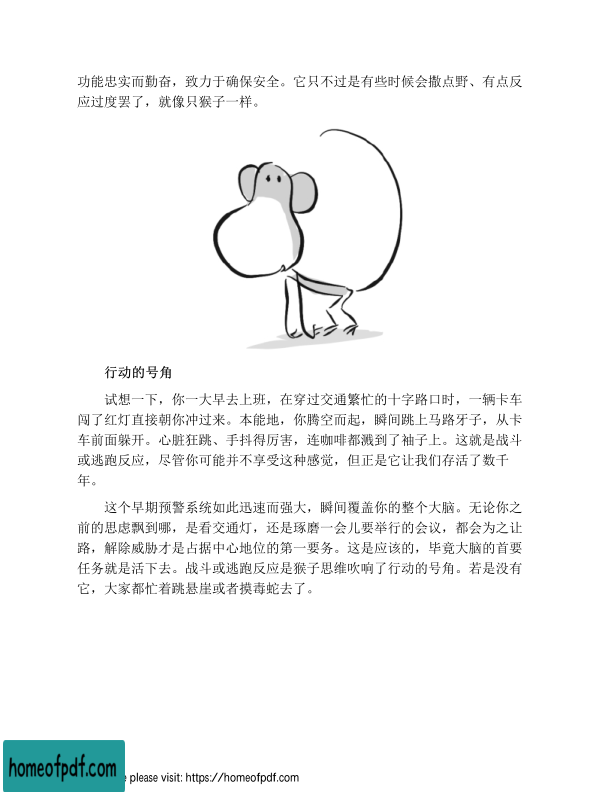 功能忠实而勤奋，致力于确保安全。它只不过是有些时候会撒点野、有点反
应过度罢了，就像只猴子一样。
行动的号角
试想一下，你一大早去上班，在穿过交通繁忙的十字路口时，一辆卡车
闯了红灯直接朝你冲过来。本能地，你腾空而起，瞬间跳上马路牙子，从卡
车前面躲开。心脏狂跳、手抖得厉害，连咖啡都溅到了袖子上。这就是战斗
或逃跑反应，尽管你可能并不享受这种感觉，但正是它让我们存活了数千
年。
这个早期预警系统如此迅速而强大，瞬间覆盖你的整个大脑。无论你之
前的思虑飘到哪，是看交通灯，还是琢磨一会儿要举行的会议，都会为之让
路，解除威胁才是占据中心地位的第一要务。这是应该的，毕竟大脑的首要
任务就是活下去。战斗或逃跑反应是猴子思维吹响了行动的号角。若是没有
它，大家都忙着跳悬崖或者摸毒蛇去了。
homeofpdf.com
e please visit: https://homeofpdf.com